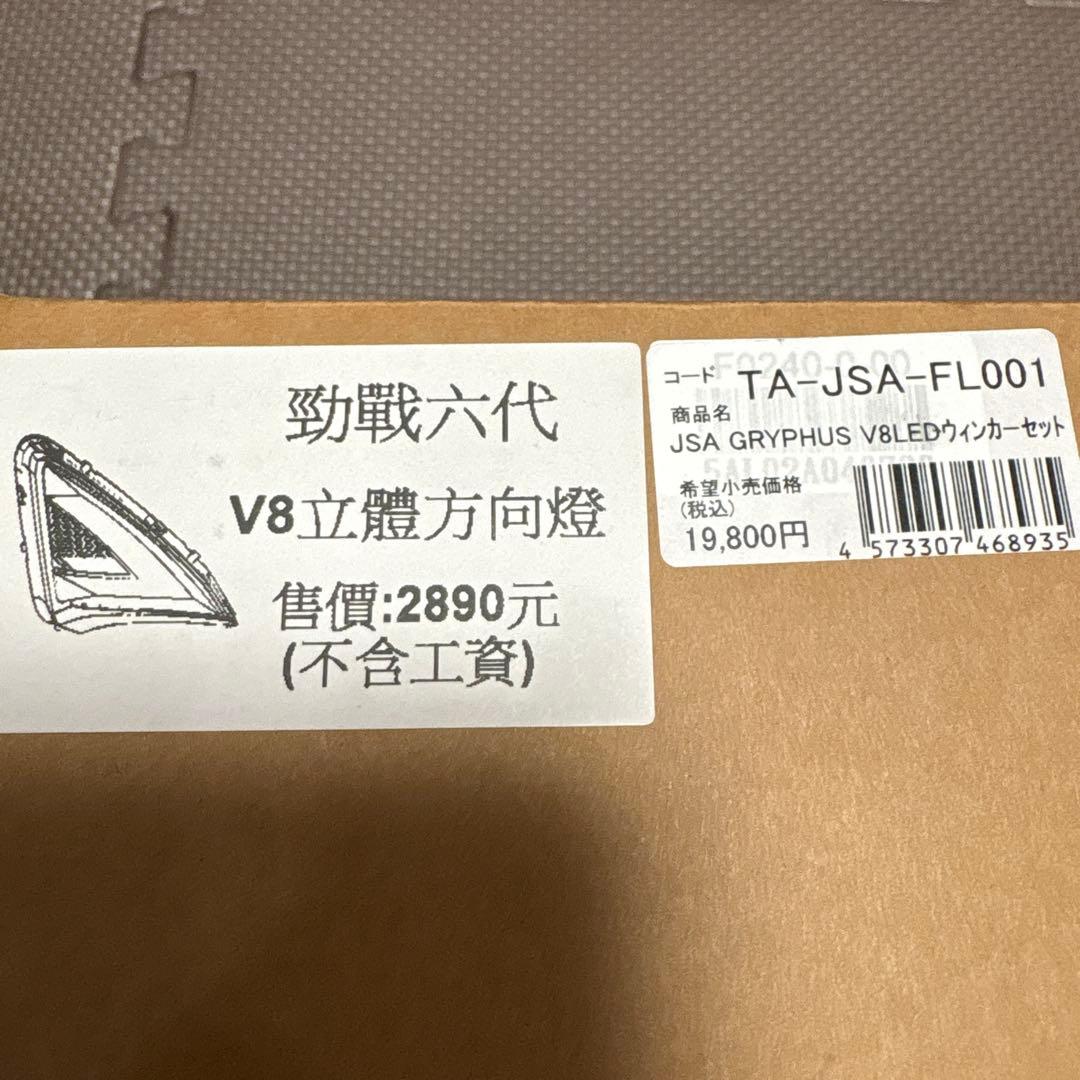 勁戰六代
V8立體方向燈
售價:2890元
(不含工資)
コード TA-JSA-FL001
商品名
JSA GRYPHUS V8LEDウィンカーセット
希望小売価格
(税込)
19,800円
4 573307 468935